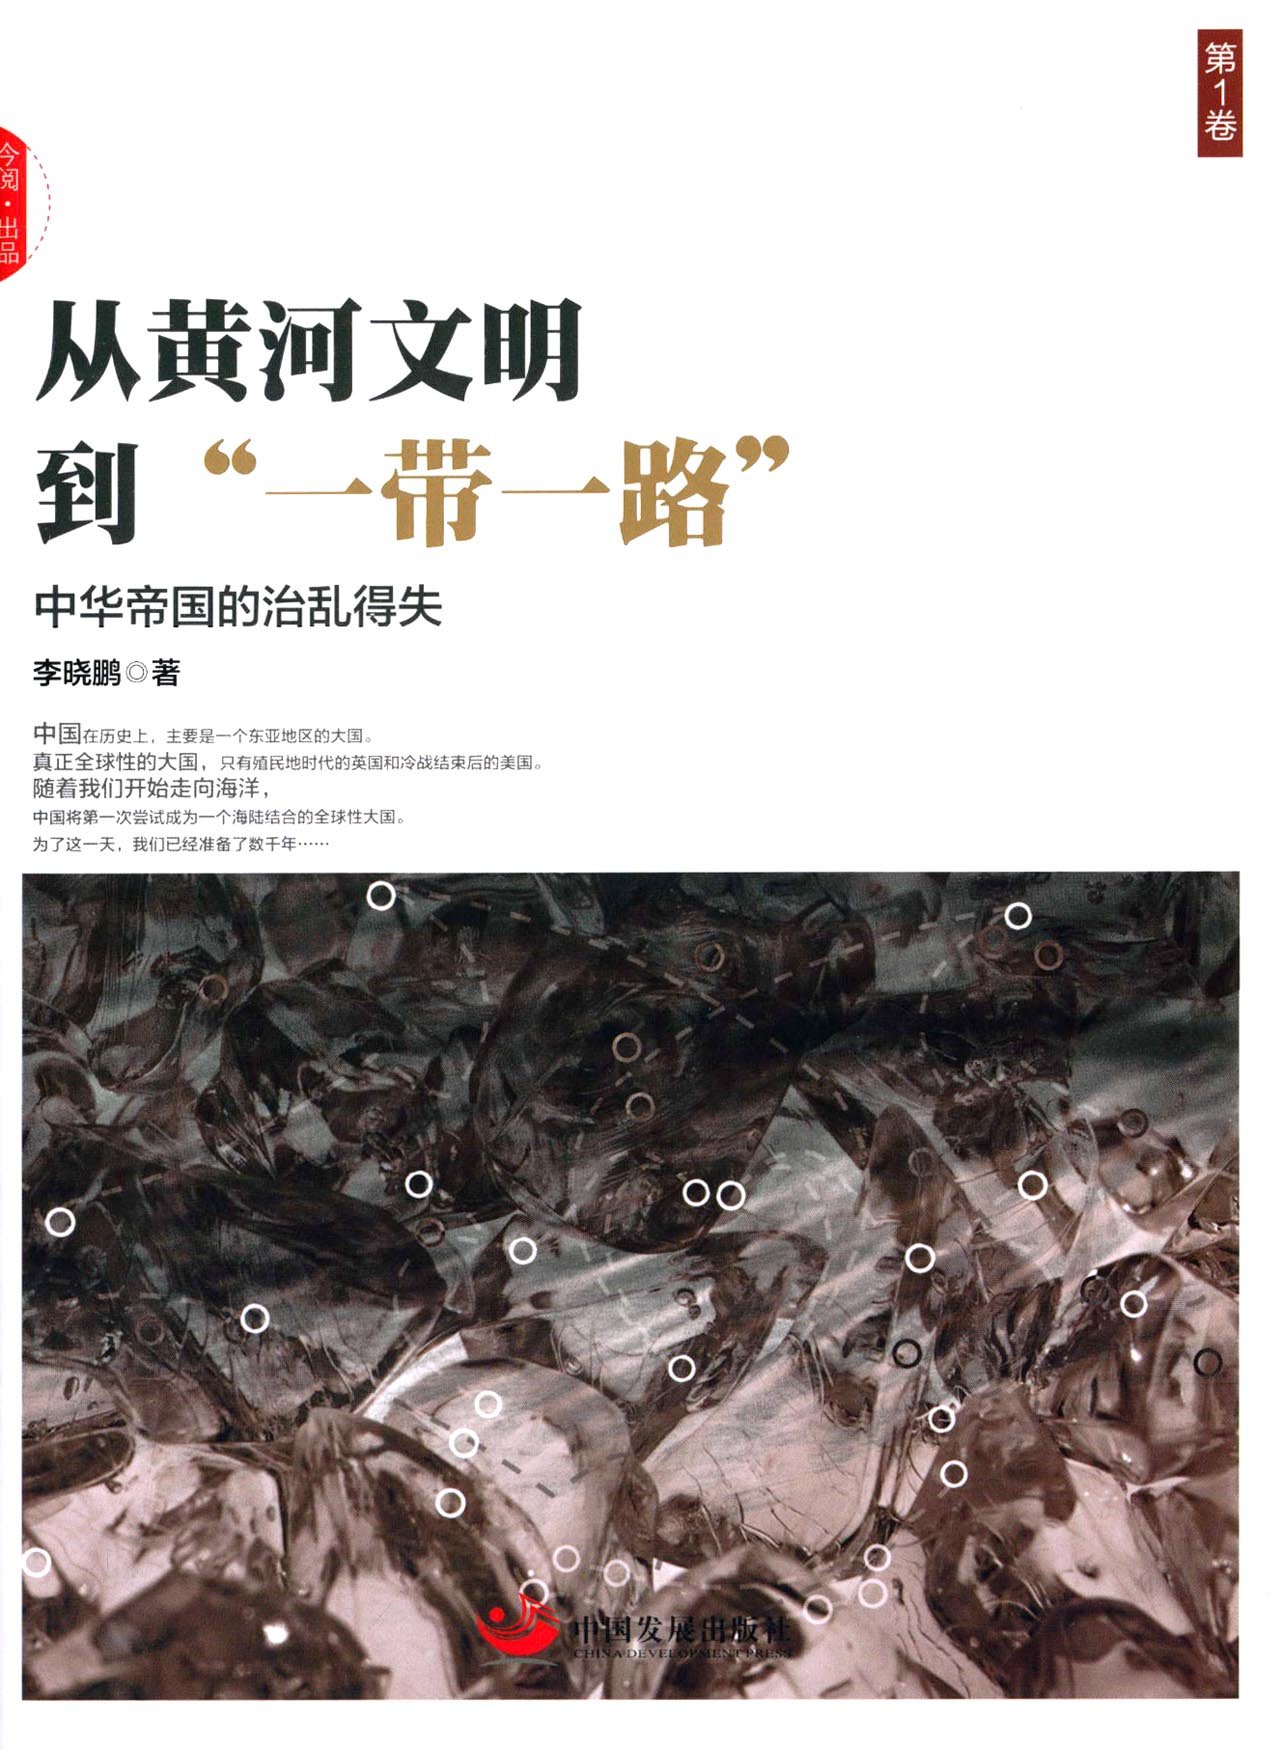 第1卷
今阅·出品
从黄河文明
到“一带一路”
中华帝国的治乱得失
李晓鹏◎著
中国在历史上，主要是一个东亚地区的大国。
真正全球性的大国，只有殖民地时代的英国和冷战结束后的美国。
随着我们开始走向海洋，
中国将第一次尝试成为一个海陆结合的全球性大国。
为了这一天，我们已经准备了数千年……
中国发展出版社
CHINA DEVELOPMENT PRESS